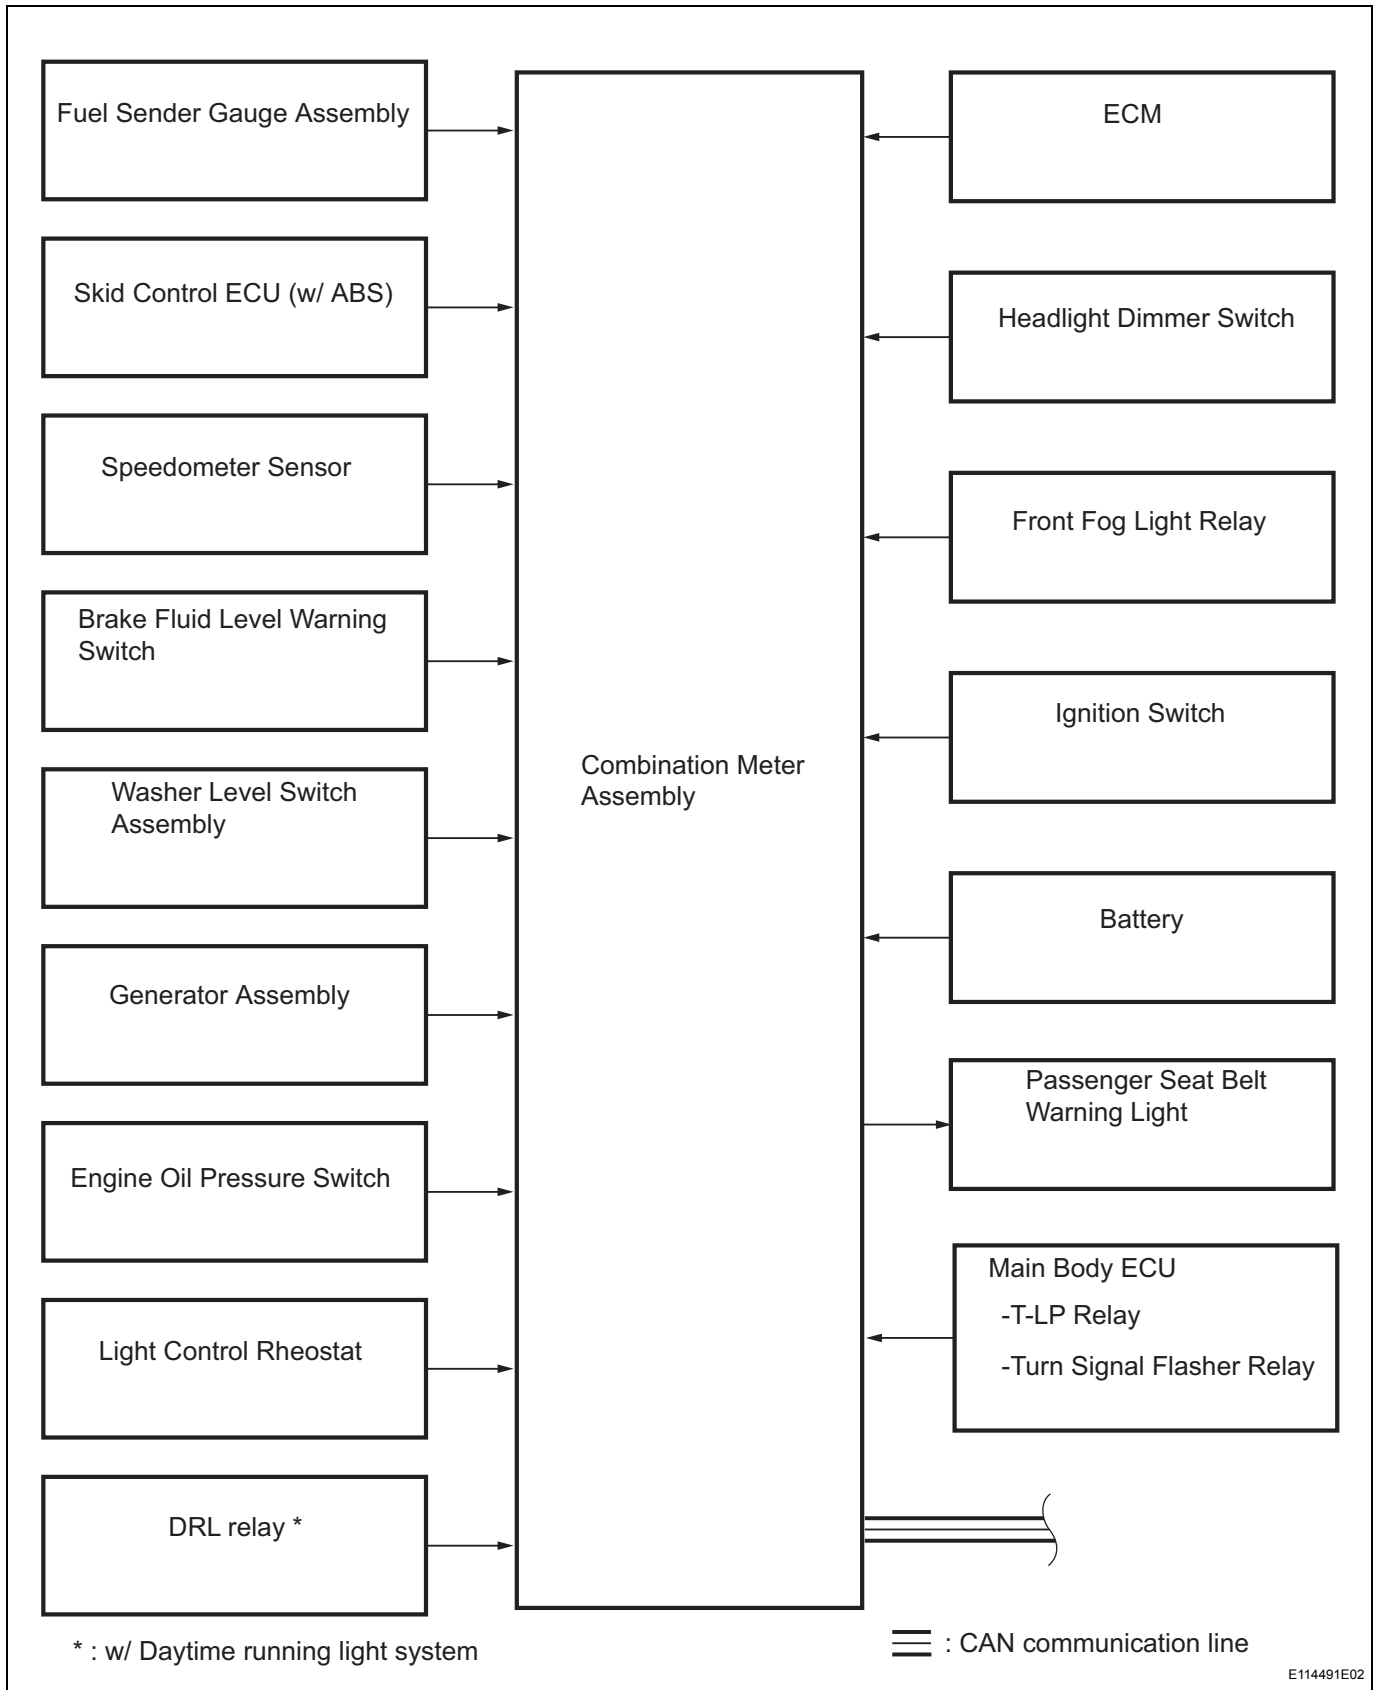 Fuel Sender Gauge Assembly
Skid Control ECU (w/ ABS)
Speedometer Sensor
Brake Fluid Level Warning
Switch
Washer Level Switch
Assembly
Generator Assembly
Engine Oil Pressure Switch
Light Control Rheostat
DRL relay *
Combination Meter
Assembly
ECM
Headlight Dimmer Switch
Front Fog Light Relay
Ignition Switch
Battery
Passenger Seat Belt
Warning Light
Main Body ECU
-T-LP Relay
-Turn Signal Flasher Relay
* : w/ Daytime running light system
: CAN communication line
E114491E02